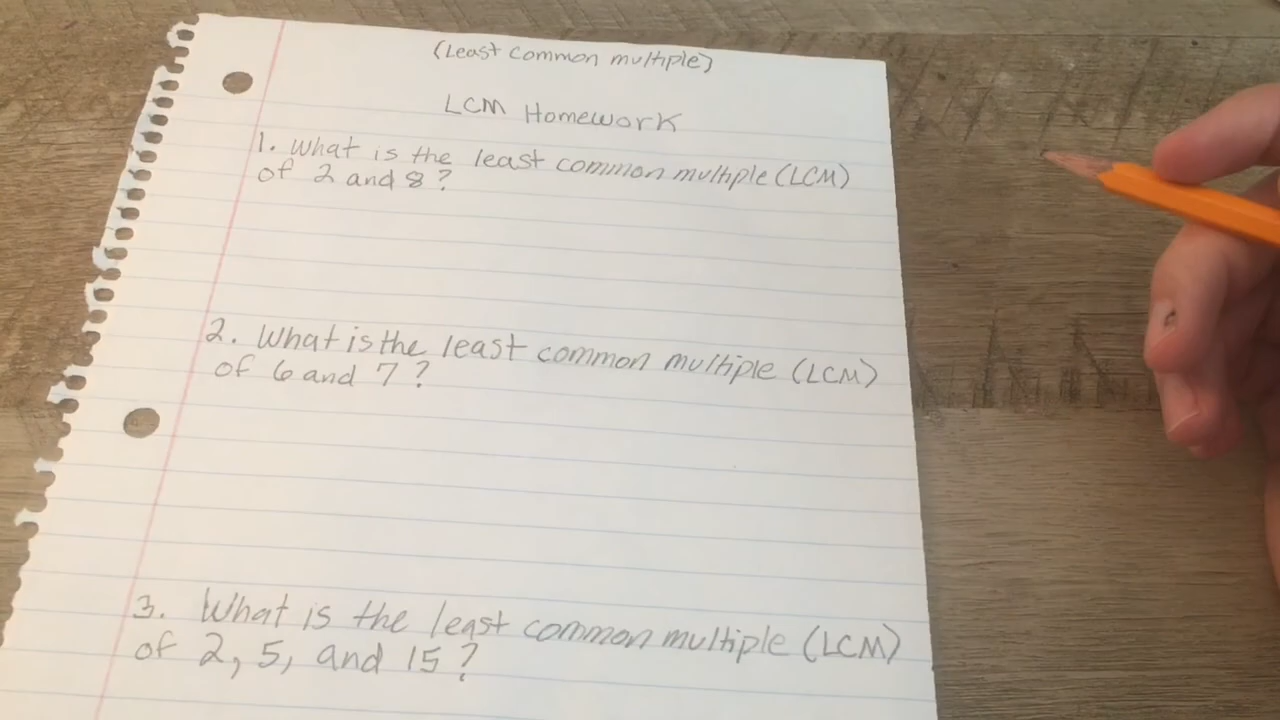 (Least common multiple)
LCM Homework
1. What is the least common multiple (LCM)
of 2 and 8?
2. What is the least common multiple (LCM)
of 6 and 7?
3. What is the least common multiple (LCM)
of 2, 5, and 15?